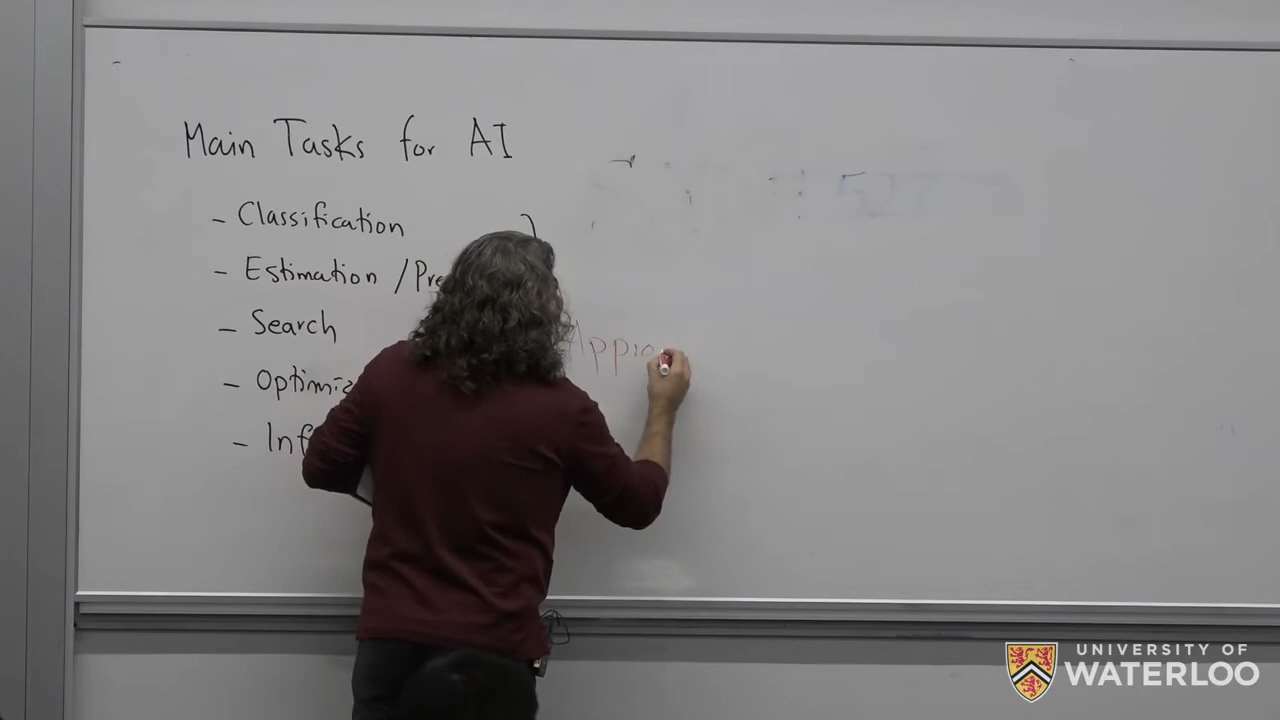 Main Tasks for AI
- Classification
- Estimation / Pre
- Search
- Optimiz
- Inf
Appro
UNIVERSITY OF
WATERLOO